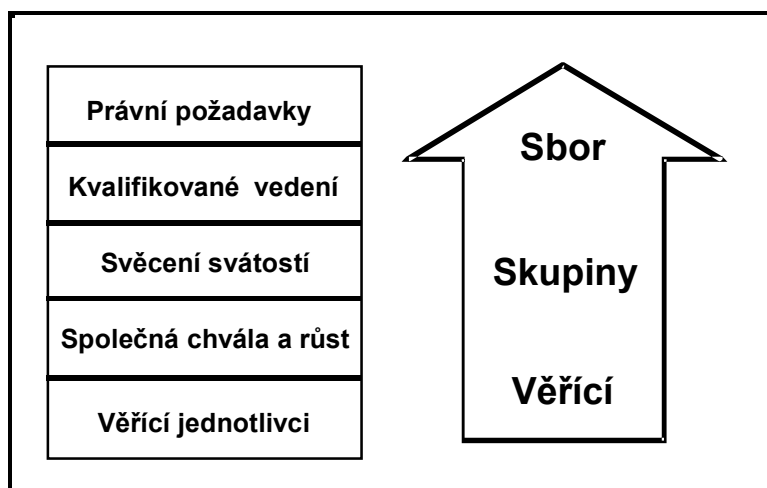 Právní požadavky
Kvalifikované vedení
Svěcení svátostí
Společná chvála a růst
Věřící jednotlivci
Sbor
Skupiny
Věřící